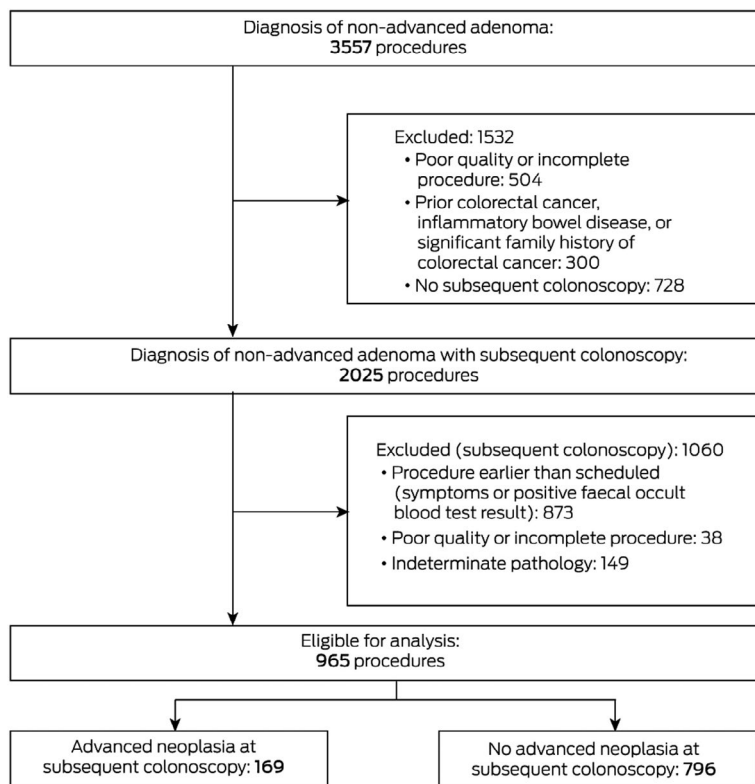 Diagnosis of non-advanced adenoma:
3557 procedures
Excluded: 1532
• Poor quality or incomplete
procedure: 504
• Prior colorectal cancer,
inflammatory bowel disease, or
significant family history of
colorectal cancer: 300
• No subsequent colonoscopy: 728
Diagnosis of non-advanced adenoma with subsequent colonoscopy:
2025 procedures
Excluded (subsequent colonoscopy): 1060
• Procedure earlier than scheduled
(symptoms or positive faecal occult
blood test result): 873
• Poor quality or incomplete procedure: 38
• Indeterminate pathology: 149
Eligible for analysis:
965 procedures
Advanced neoplasia at
subsequent colonoscopy: 169
No advanced neoplasia at
subsequent colonoscopy: 796